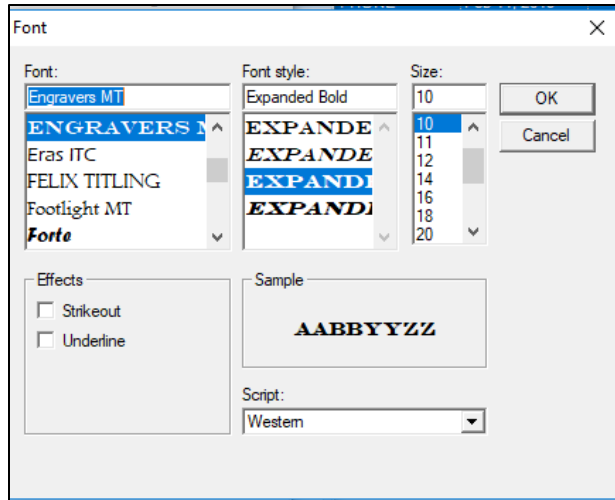 Font
Font: Font style: Size:
Engravers MT Expanded Bold 10 OK
ENGRAVERS EXPANDE 10 Cancel
Eras ITC EXPANDE 11
FELIX TITLING EXPANDI 12
Footlight MT EXPANDI 14
Forte 16
18
20
Effects Sample
Strikeout
Underline AABBYYZZ
Script:
Western